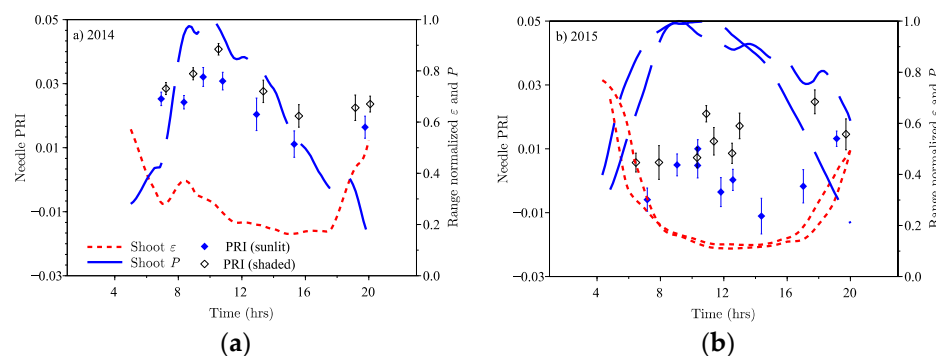 a) 2014
0.05
0.03
0.01
−0.01
−0.03
Needle PRI
1.0
0.8
0.6
0.4
0.2
0.0
Range normalized ε and P
Shoot ε
Shoot P
PRI (sunlit)
PRI (shaded)
4 8 12 16 20
Time (hrs)
(a)
b) 2015
0.05
0.03
0.01
−0.01
−0.03
Needle PRI
1.0
0.8
0.6
0.4
0.2
0.0
Range normalized ε and P
4 8 12 16 20
Time (hrs)
(b)